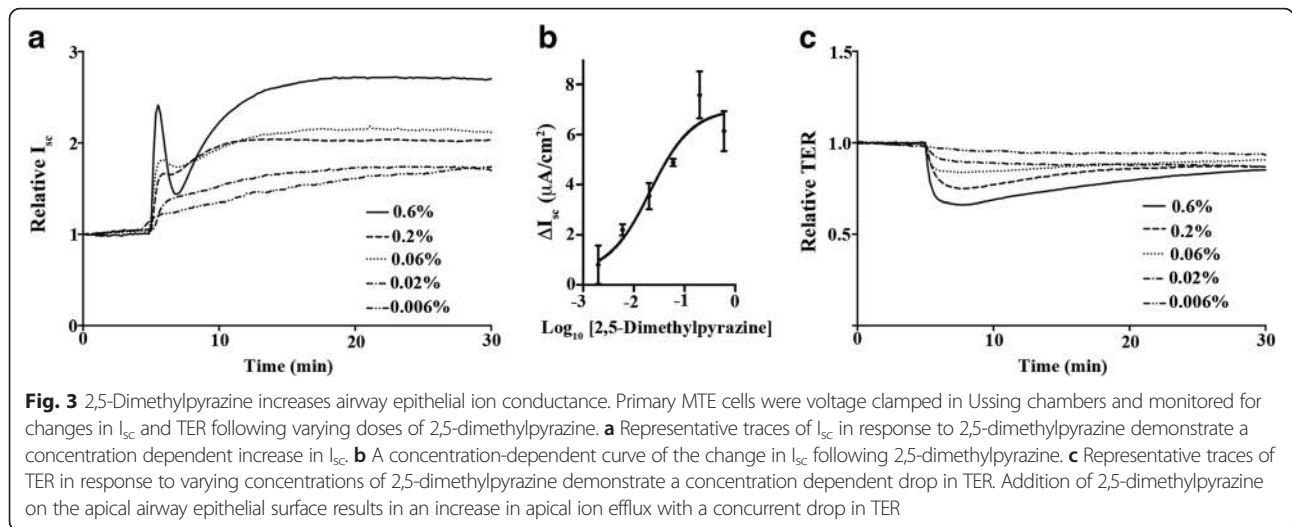 a
3
2
1
0
10
20
30
Relative Isc
Time (min)
0.6%
0.2%
0.06%
0.02%
0.006%
b
8
6
4
2
0
-3
-2
-1
0
ΔIsc (μA/cm²)
Log10 [2,5-Dimethylpyrazine]
c
1.5
1.0
0.5
0
10
20
30
Relative TER
Time (min)
0.6%
0.2%
0.06%
0.02%
0.006%
Fig. 3 2,5-Dimethylpyrazine increases airway epithelial ion conductance. Primary MTE cells were voltage clamped in Ussing chambers and monitored for
changes in Isc and TER following varying doses of 2,5-dimethylpyrazine. a Representative traces of Isc in response to 2,5-dimethylpyrazine demonstrate a
concentration dependent increase in Isc. b A concentration-dependent curve of the change in Isc following 2,5-dimethylpyrazine. c Representative traces of
TER in response to varying concentrations of 2,5-dimethylpyrazine demonstrate a concentration dependent drop in TER. Addition of 2,5-dimethylpyrazine
on the apical airway epithelial surface results in an increase in apical ion efflux with a concurrent drop in TER